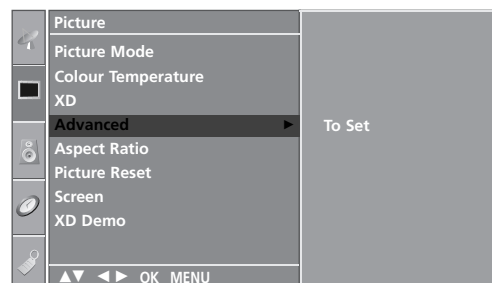 Picture
Picture Mode
Colour Temperature
XD
Advanced ► To Set
Aspect Ratio
Picture Reset
Screen
XD Demo
▲▼ ◄► OK MENU